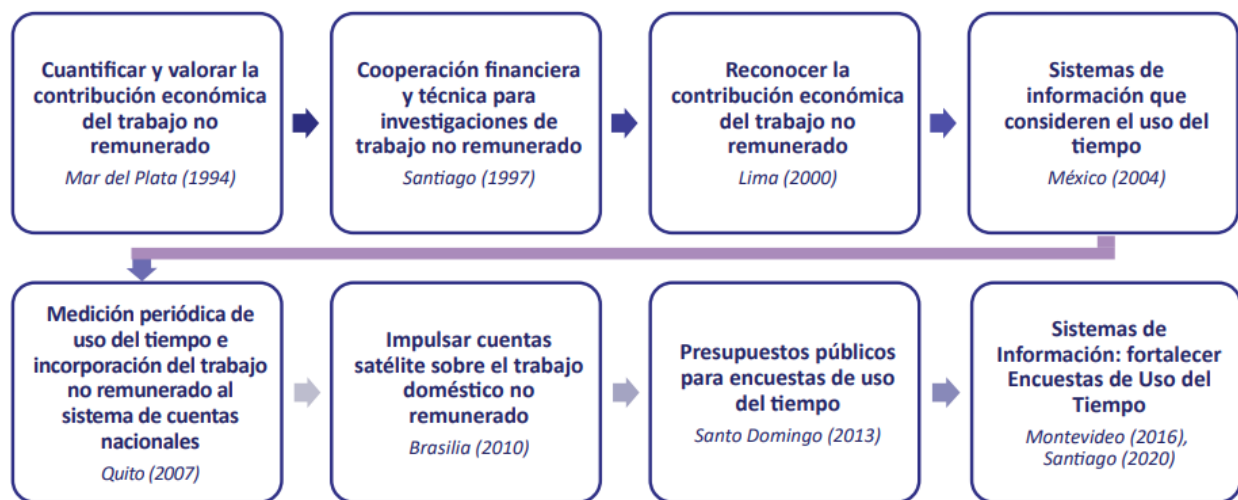 Cuantificar y valorar la
contribución económica
del trabajo no
remunerado
Mar del Plata (1994)
Cooperación financiera
y técnica para
investigaciones de
trabajo no remunerado
Santiago (1997)
Reconocer la
contribución económica
del trabajo no
remunerado
Lima (2000)
Sistemas de
información que
consideren el uso del
tiempo
México (2004)
Medición periódica de
uso del tiempo e
incorporación del trabajo
no remunerado al
sistema de cuentas
nacionales
Quito (2007)
Impulsar cuentas
satélite sobre el trabajo
doméstico no
remunerado
Brasilia (2010)
Presupuestos públicos
para encuestas de uso
del tiempo
Santo Domingo (2013)
Sistemas de
Información: fortalecer
Encuestas de Uso del
Tiempo
Montevideo (2016),
Santiago (2020)